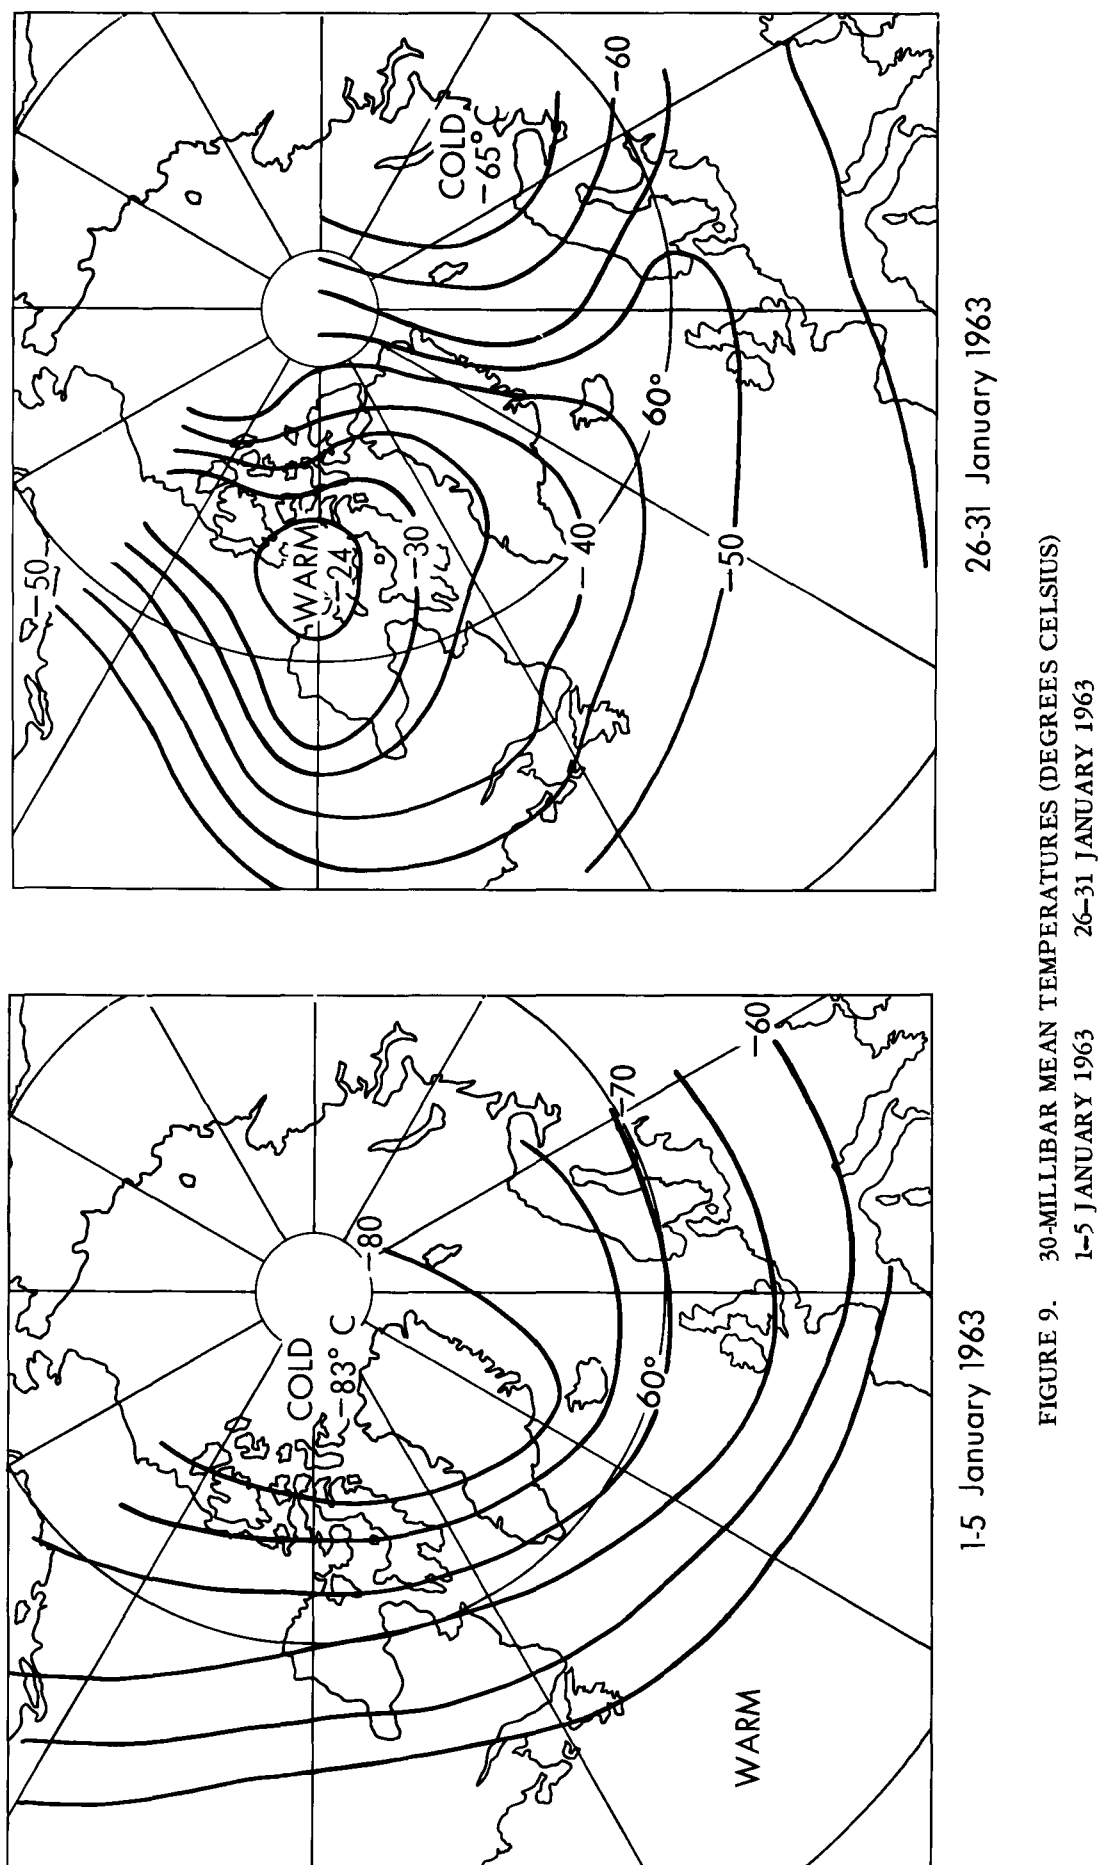 COLD
-83° C
-80
-70
-60
60°
WARM
1-5 January 1963
-50
WARM
-24
-30
-40
-50
60°
-60
COLD
-65° C
26-31 January 1963
FIGURE 9. 30-MILLIBAR MEAN TEMPERATURES (DEGREES CELSIUS)
1–5 JANUARY 1963 26–31 JANUARY 1963